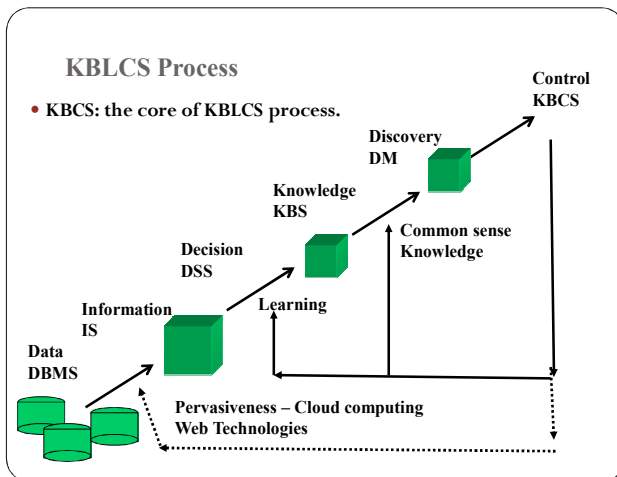 KBLCS Process
• KBCS: the core of KBLCS process.
Control
KBCS
Discovery
DM
Knowledge
KBS
Common sense
Knowledge
Decision
DSS
Learning
Information
IS
Data
DBMS
Pervasiveness – Cloud computing
Web Technologies